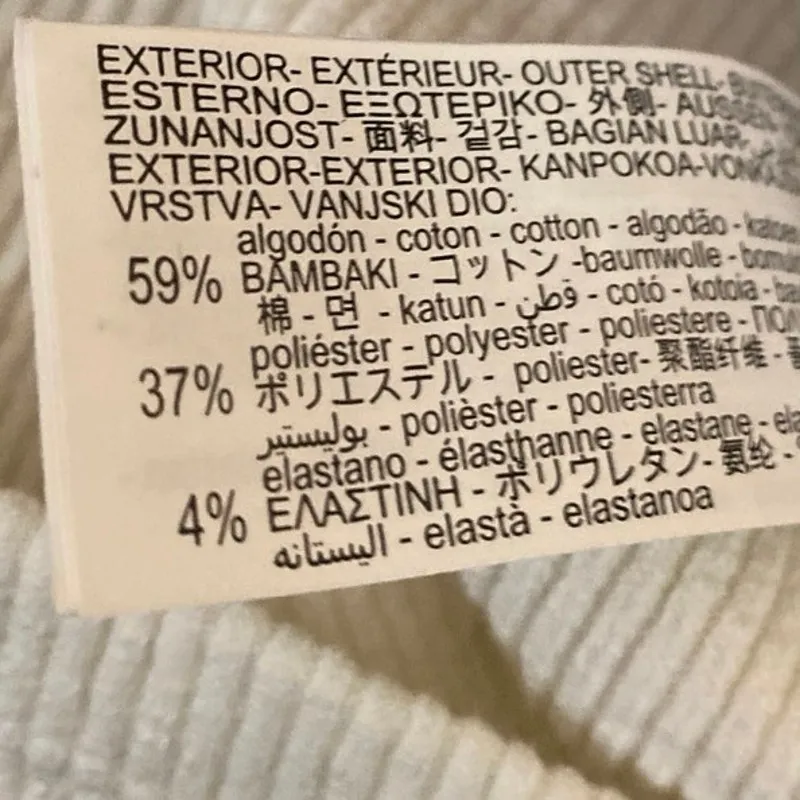 EXTERIOR- EXTÉRIEUR- OUTER SHELL-
ESTERNO- ΕΞΩΤΕΡΙΚΟ- 外側- AUSSEN-
ZUNANJOST- 面料- 겉감- BAGIAN LUAR,
EXTERIOR-EXTERIOR- KANPOKOA-
VRSTVA- VANJSKI DIO:
algodón - coton - cotton - algodão - katoen
59% BAMBAKI - コットン -baumwolle -
棉 - 면 - katun - قطن - cotó - kotoia -
poliéster - polyester - poliestere -
37% ポリエステル - poliester- 聚酯纤维 -
بوليستير - polièster - poliesterra
elastano - élasthanne - elastane -
4% ΕΛΑΣΤΙΝΗ - ポリウレタン- 氨纶 -
اليستانه - elastà - elastanoa